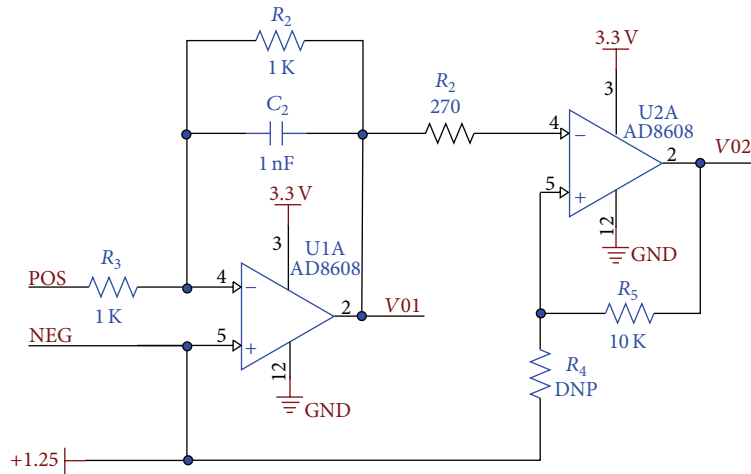 R2
1 K
C2
1 nF
3.3 V
3
U1A
AD8608
R3
POS
1 K
4
−
2
V01
NEG
5
+
12
GND
+1.25
R2
270
3.3 V
3
U2A
AD8608
4
−
2
V02
5
+
12
GND
R5
10 K
R4
DNP